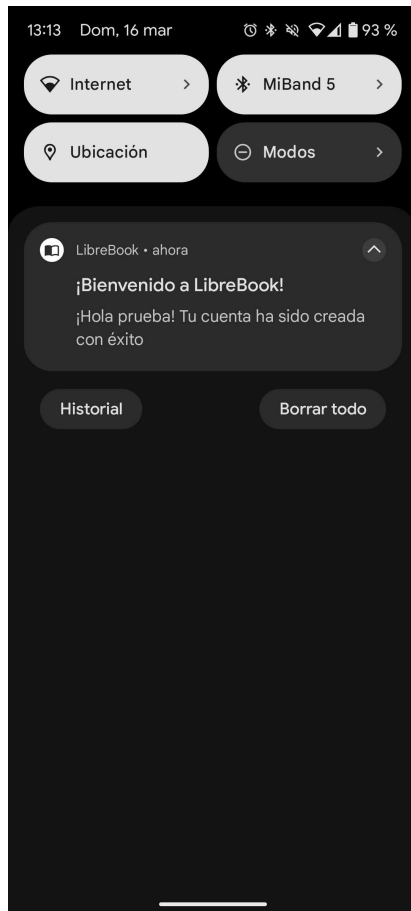 13:13 Dom, 16 mar 93 %
Internet MiBand 5
Ubicación Modos
LibreBook • ahora
¡Bienvenido a LibreBook!
¡Hola prueba! Tu cuenta ha sido creada
con éxito
Historial Borrar todo